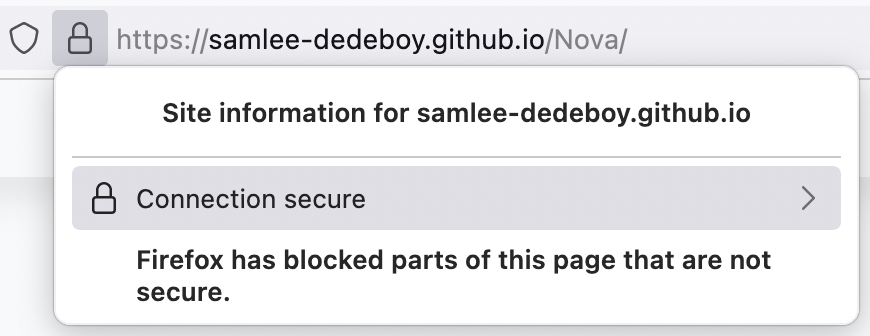 https://samlee-dedeboy.github.io/Nova/
Site information for samlee-dedeboy.github.io
Connection secure
Firefox has blocked parts of this page that are not
secure.